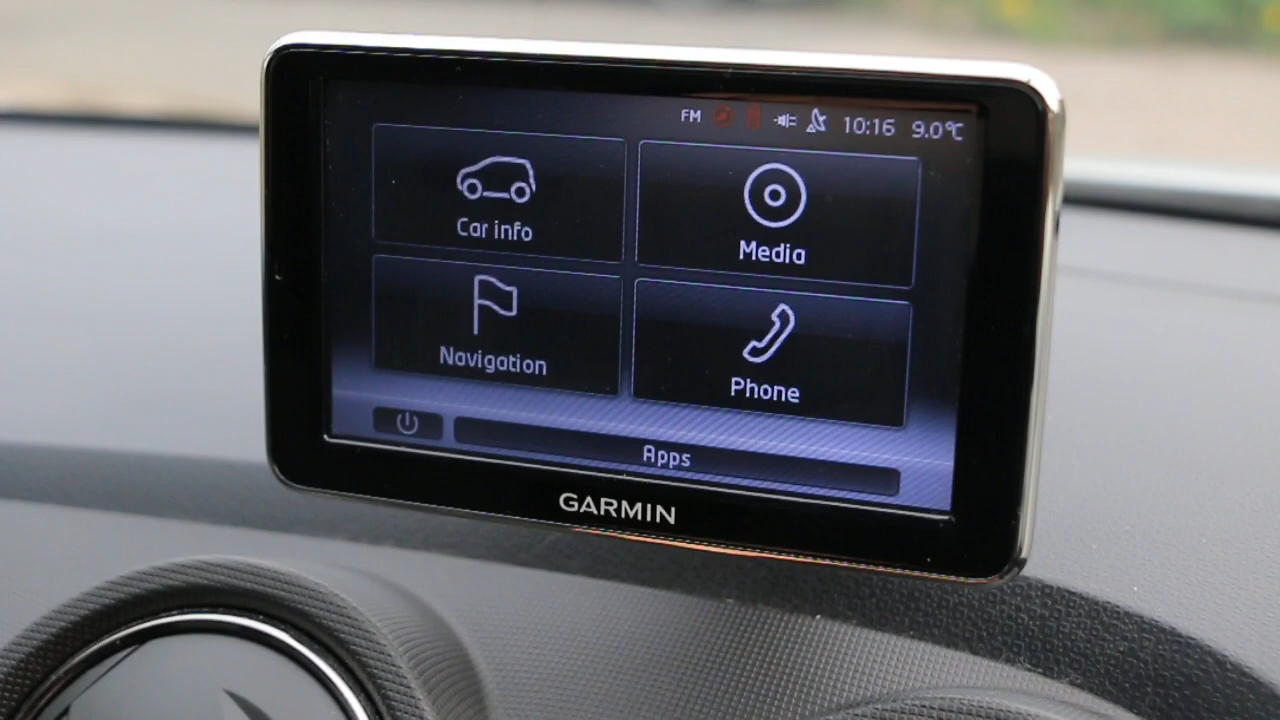 FM 10:16 9.0°C
Car info
Media
Navigation
Phone
Apps
GARMIN